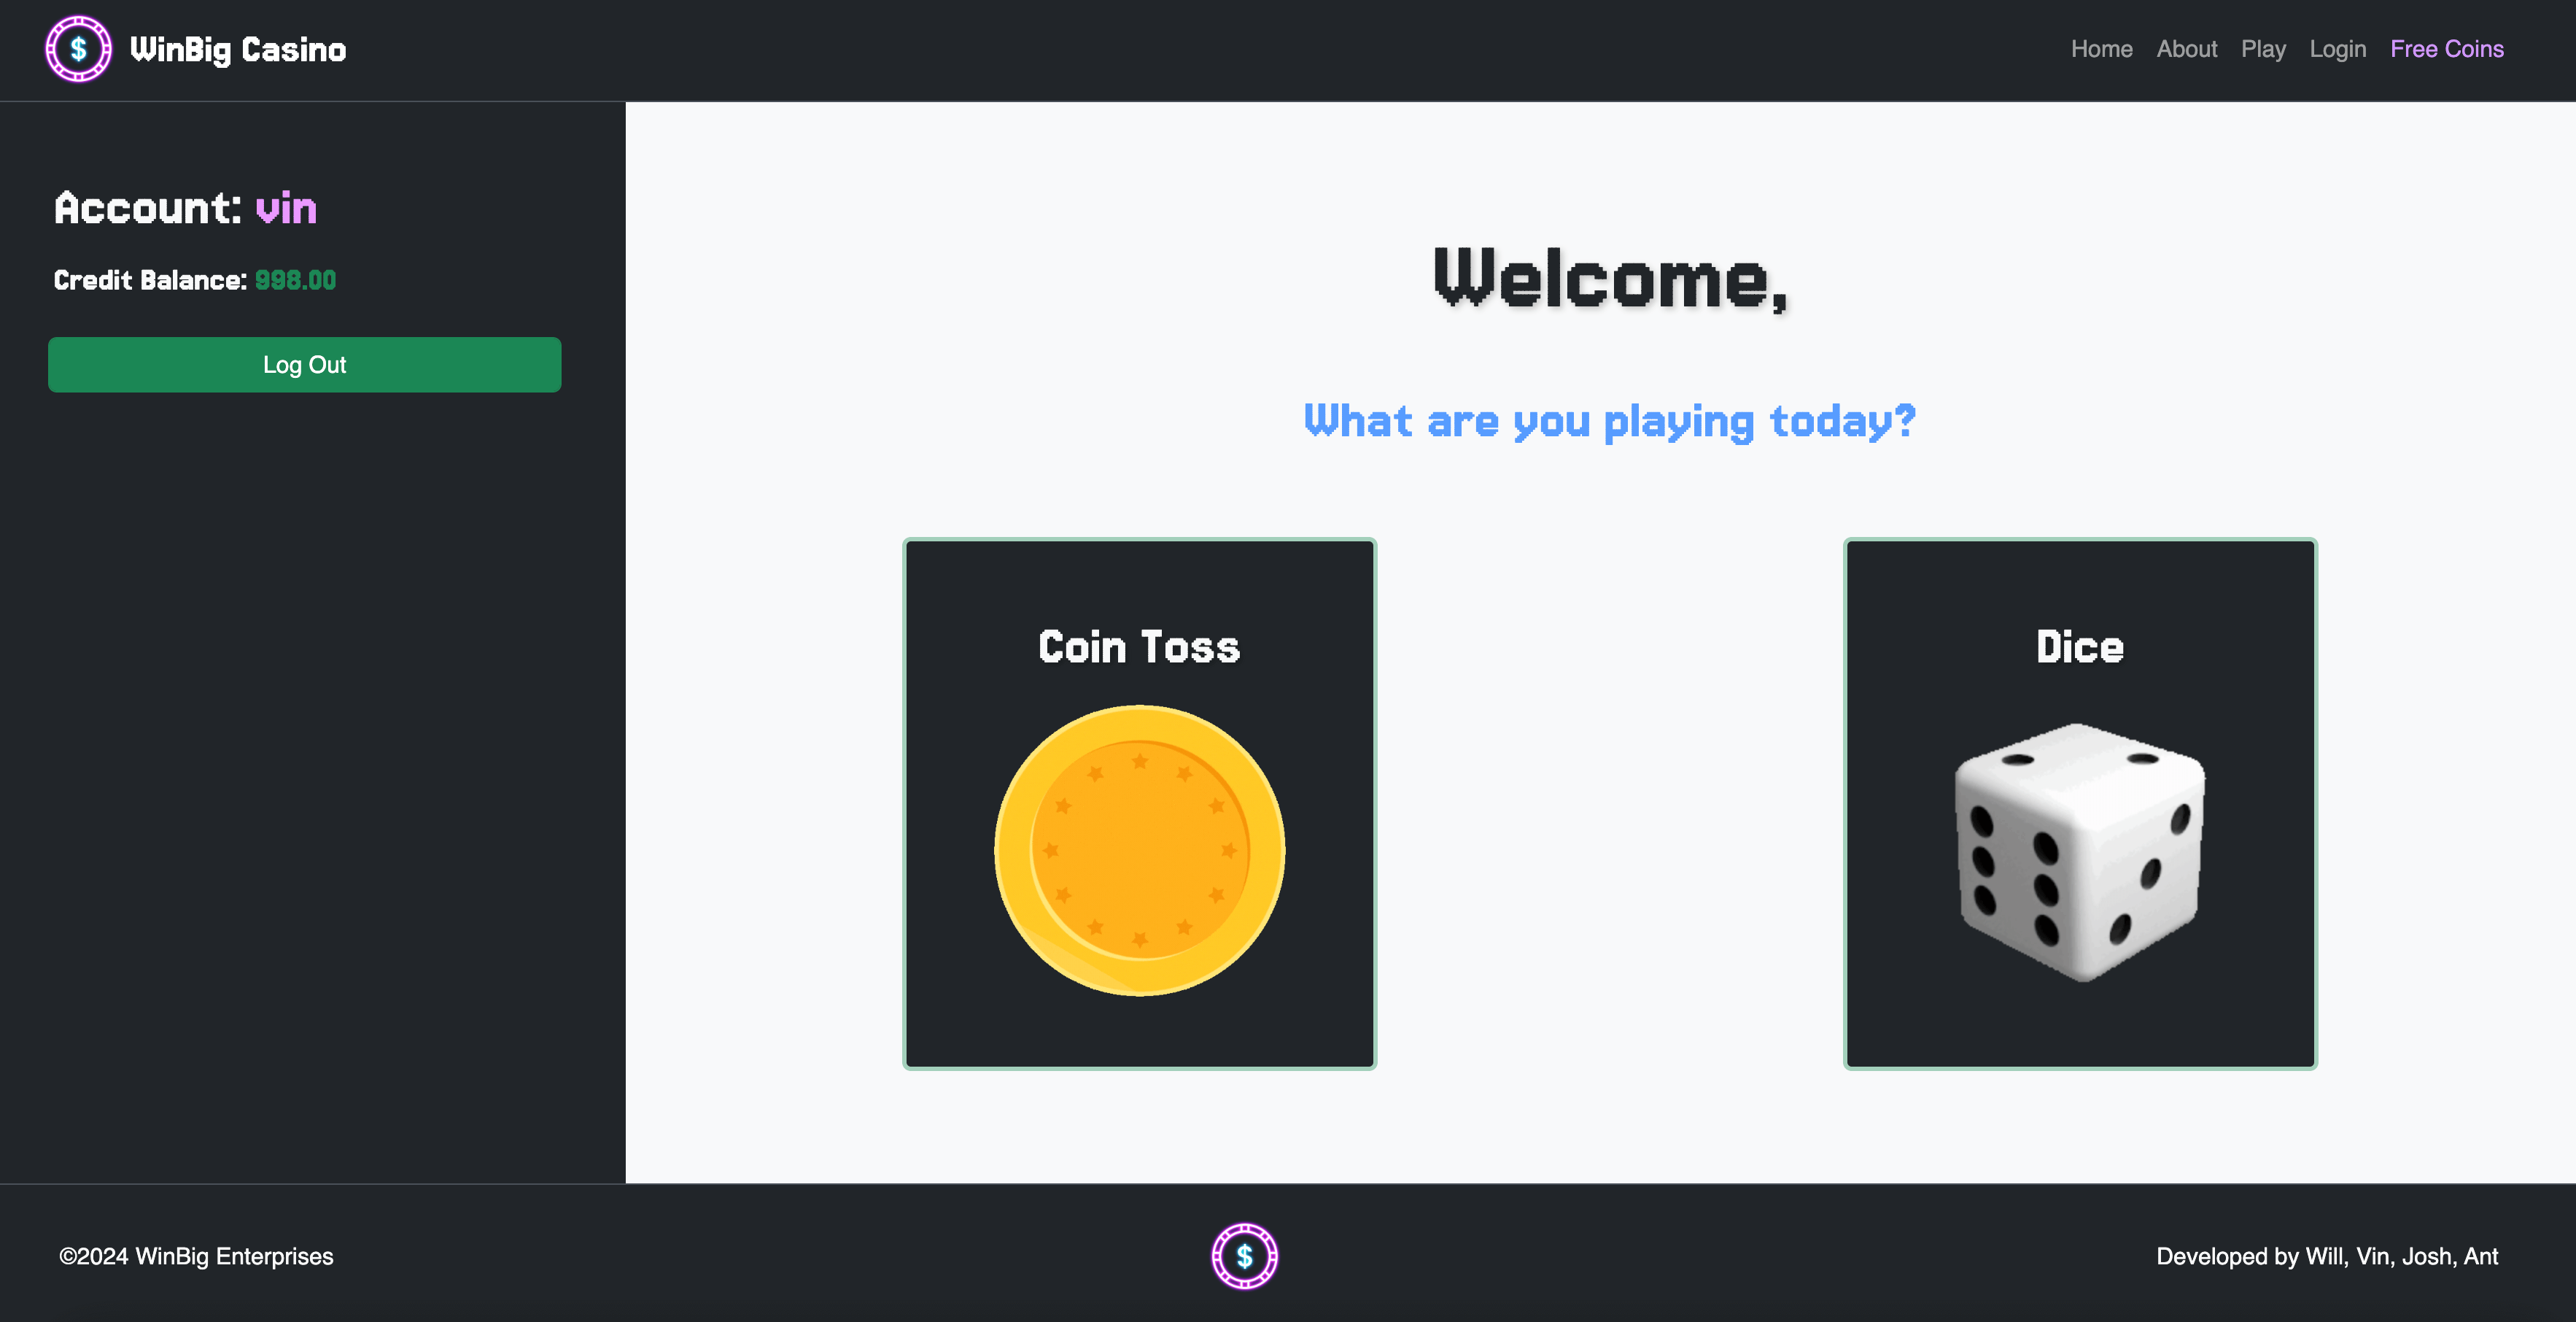 $ WinBig Casino
Home About Play Login Free Coins
Account: vin
Credit Balance: 998.00
Log Out
Welcome,
What are you playing today?
Coin Toss
Dice
©2024 WinBig Enterprises
$
Developed by Will, Vin, Josh, Ant